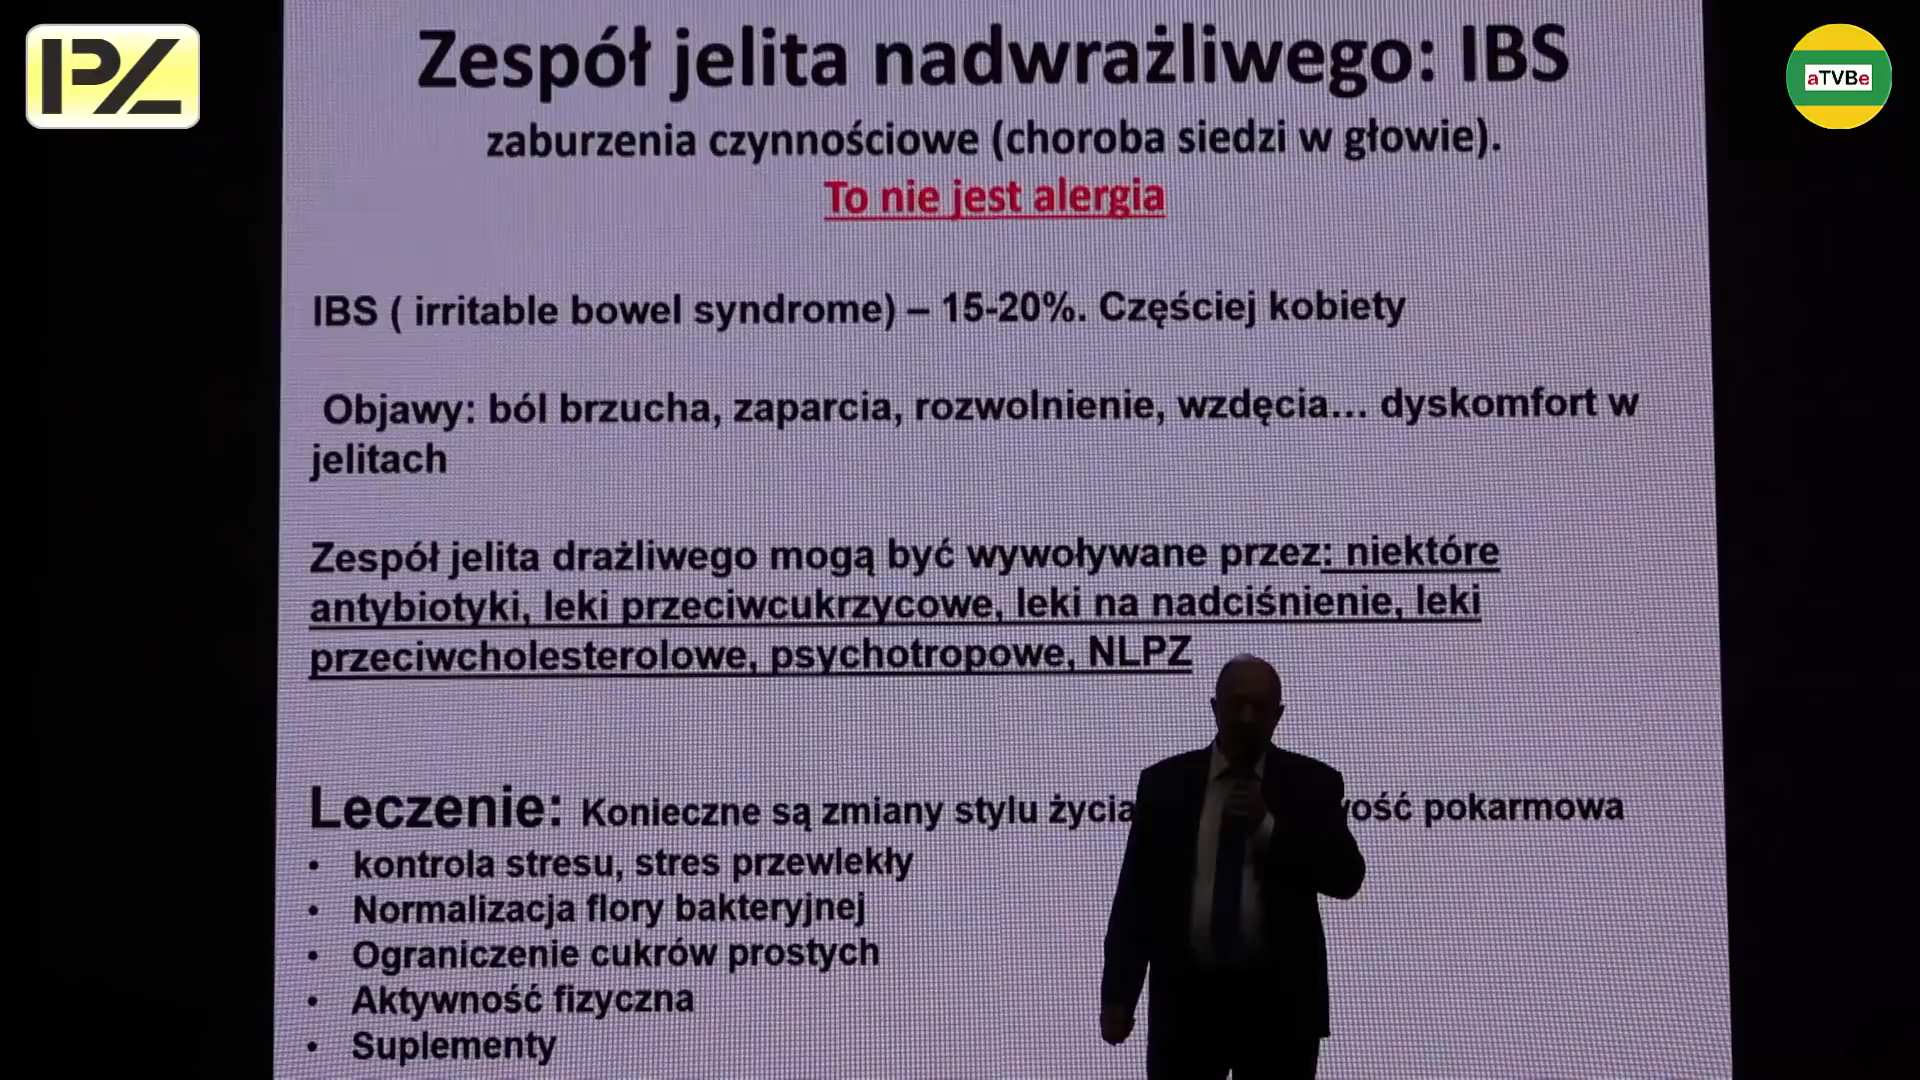 PZ
aTVBe
Zespół jelita nadwrażliwego: IBS
zaburzenia czynnościowe (choroba siedzi w głowie).
To nie jest alergia
IBS ( irritable bowel syndrome) – 15-20%. Częściej kobiety
Objawy: ból brzucha, zaparcia, rozwolnienie, wzdęcia... dyskomfort w
jelitach
Zespół jelita drażliwego mogą być wywoływane przez: niektóre
antybiotyki, leki przeciwcukrzycowe, leki na nadciśnienie, leki
przeciwcholesterolowe, psychotropowe, NLPZ
Leczenie: Konieczne są zmiany stylu życia pokarmowa
• kontrola stresu, stres przewlekły
• Normalizacja flory bakteryjnej
• Ograniczenie cukrów prostych
• Aktywność fizyczna
• Suplementy